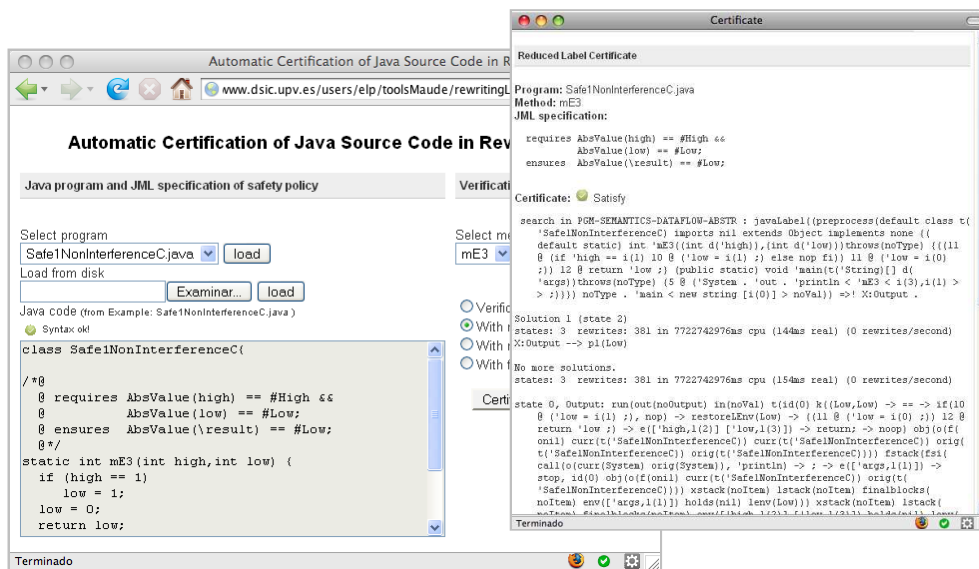 Automatic Certification of Java Source Code in R
www.dsic.upv.es/users/elp/toolsMaude/rewritingL
Automatic Certification of Java Source Code in Rew
Java program and JML specification of safety policy
Verificati
Select program
Safe1NonInterferenceC.java load
Load from disk
Examinar... load
Java code (from Example: Safe1NonInterferenceC.java )
Syntax ok!
class Safe1NonInterferenceC{
/*@
@ requires AbsValue(high) == #High &&
@ AbsValue(low) == #Low;
@ ensures AbsValue(\result) == #Low;
@*/
static int mE3(int high,int low) {
if (high == 1)
low = 1;
low = 0;
return low;
Select me
mE3
Verific
With r
With r
With f
Certi
Terminado
Certificate
Reduced Label Certificate
Program: Safe1NonInterferenceC.java
Method: mE3
JML specification:
requires AbsValue(high) == #High &&
AbsValue(low) == #Low;
ensures AbsValue(\result) == #Low;
Certificate: Satisfy
search in PGM-SEMANTICS-DATAFLOW-ABSTR : javaLabel((preprocess(default class t(
'Safe1NonInterferenceC) imports nil extends Object implements none {(
default static) int 'mE3((int d('high)),(int d('low)))throws(noType) {((11
@ (if 'high == i(1) 10 @ ('low = i(1) ;) else nop fi)) 11 @ ('low = i(0)
;)) 12 @ return 'low ;} (public static) void 'main(t('String)[] d(
'args))throws(noType) {5 @ ('System . 'out . 'println < 'mE3 < i(3),i(1) >
> ;)})) noType . 'main < new string [i(0)] > noVal)) =>! X:Output .
Solution 1 (state 2)
states: 3 rewrites: 381 in 7722742976ms cpu (144ms real) (0 rewrites/second)
X:Output --> pl(Low)
No more solutions.
states: 3 rewrites: 381 in 7722742976ms cpu (154ms real) (0 rewrites/second)
state 0, Output: run(out(noOutput) in(noVal) t(id(0) k((Low,Low) -> == -> if(10
@ ('low = i(1) ;), nop) -> restoreLEnv(Low) -> ((11 @ ('low = i(0) ;)) 12 @
return 'low ;) -> e(['high,l(2)] ['low,l(3)]) -> return; -> noop) obj(o(f(
onil) curr(t('Safe1NonInterferenceC)) curr(t('Safe1NonInterferenceC)) orig(
t('Safe1NonInterferenceC)) orig(t('Safe1NonInterferenceC)))) fstack(fsi(
call(o(curr(System) orig(System)), 'println) -> ; -> e(['args,l(1)]) ->
stop, id(0) obj(o(f(onil) curr(t('Safe1NonInterferenceC)) orig(t(
'Safe1NonInterferenceC)))) xstack(noItem) lstack(noItem) finalblocks(
noItem) env(['args,l(1)]) holds(nil) lenv(Low))) xstack(noItem) lstack(
Terminado